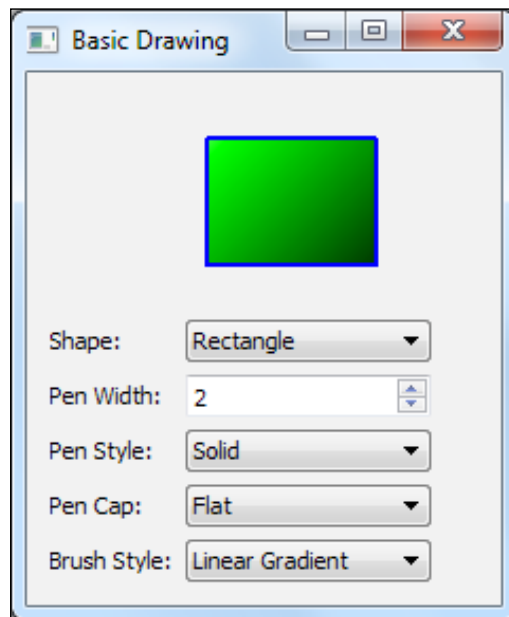 Basic Drawing
Shape: Rectangle
Pen Width: 2
Pen Style: Solid
Pen Cap: Flat
Brush Style: Linear Gradient